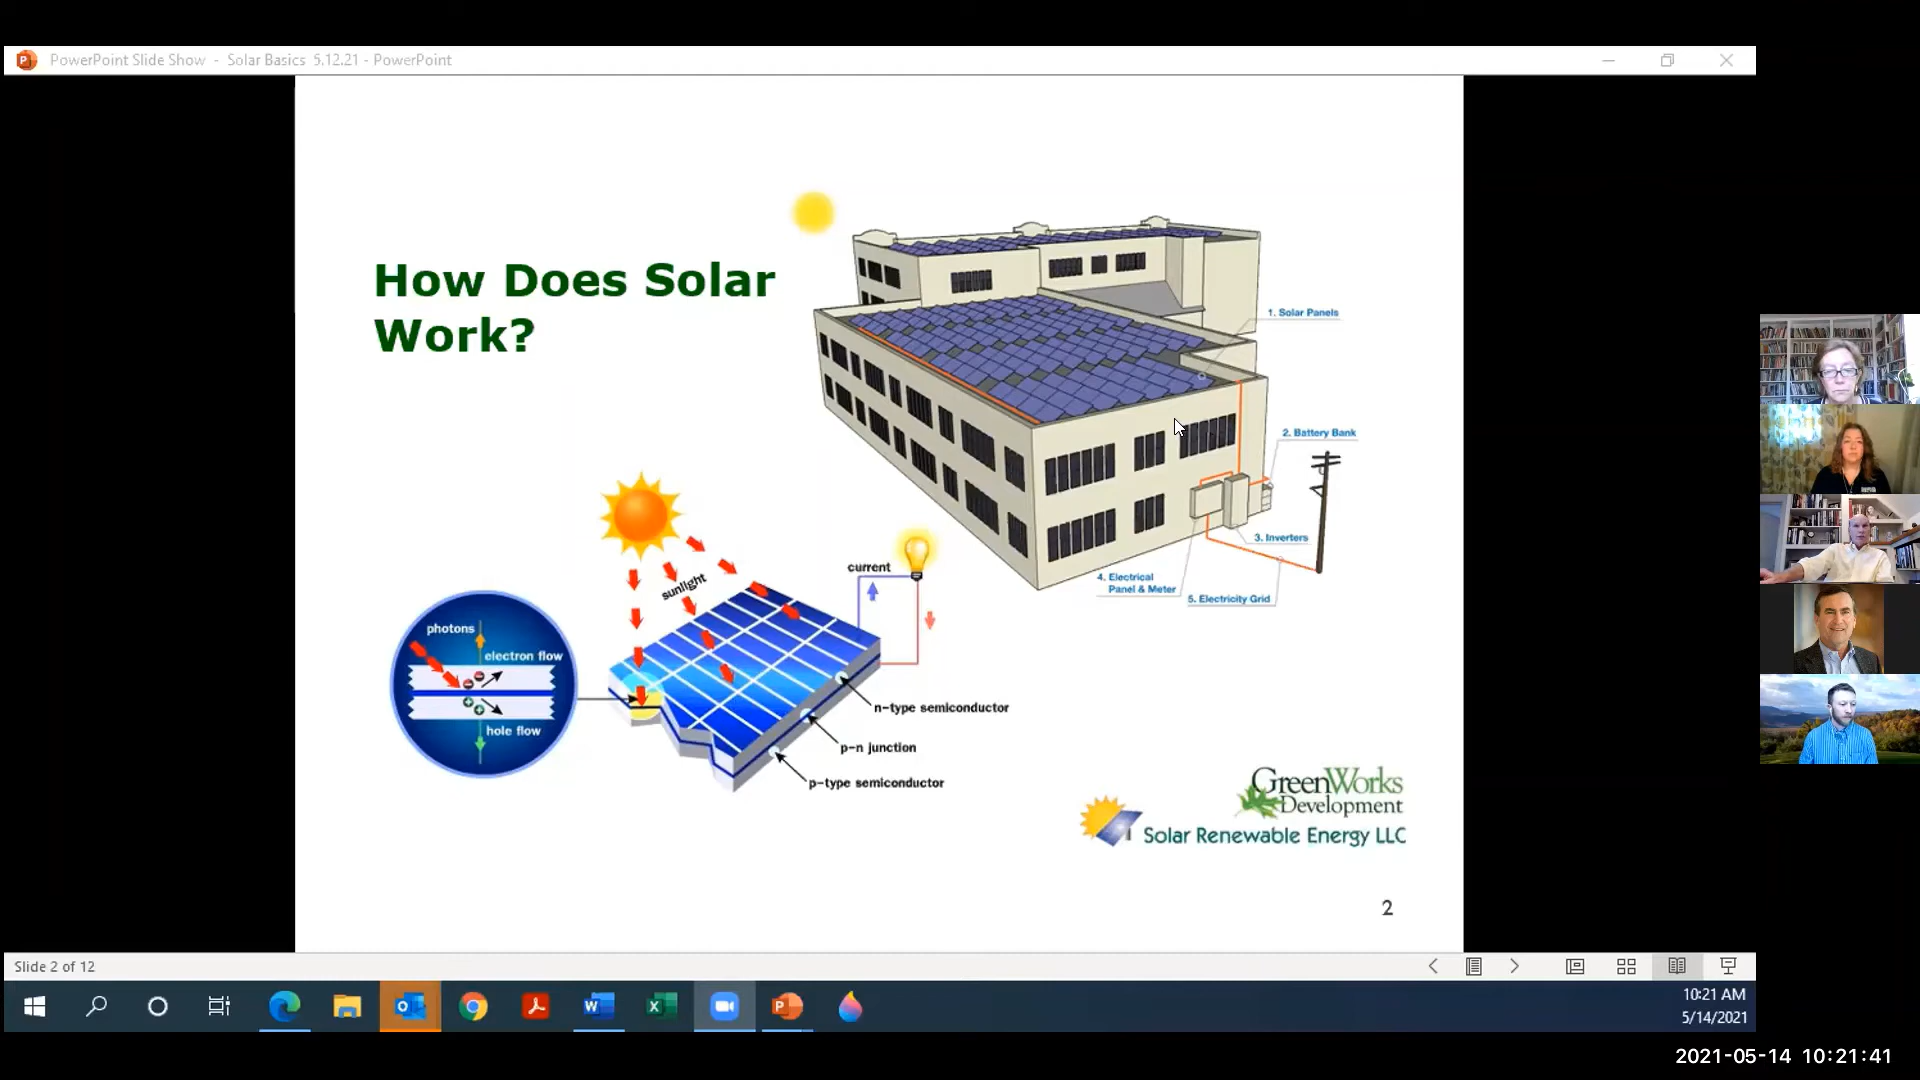 PowerPoint Slide Show - Solar Basics 5.12.21 - PowerPoint
How Does Solar
Work?
1. Solar Panels
2. Battery Bank
3. Inverters
4. Electrical
Panel & Meter
5. Electricity Grid
sunlight
current
photons
electron flow
hole flow
n-type semiconductor
p-n junction
p-type semiconductor
GreenWorks
Development
Solar Renewable Energy LLC
2
Slide 2 of 12
10:21 AM
5/14/2021
2021-05-14 10:21:41